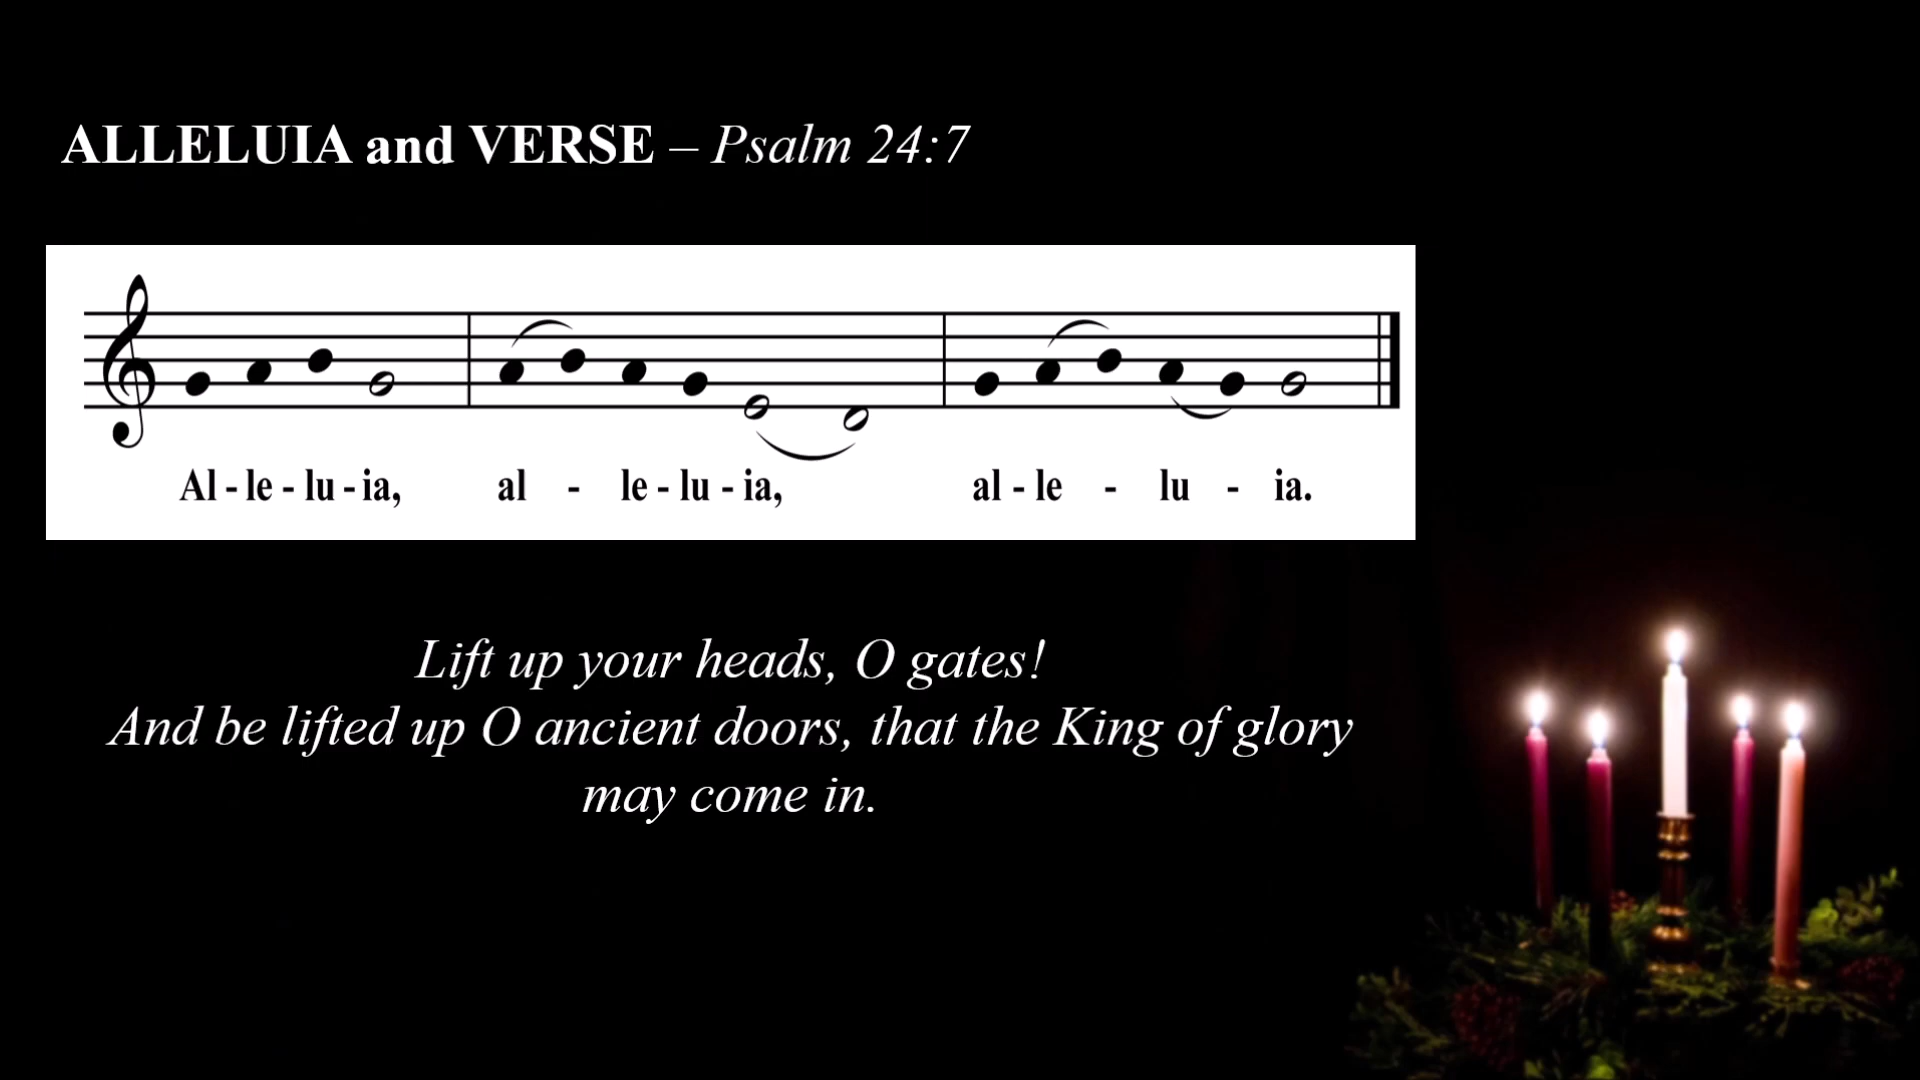 ALLELUIA and VERSE – Psalm 24:7
Al - le - lu - ia, al - le - lu - ia, al - le - lu - ia.
Lift up your heads, O gates!
And be lifted up O ancient doors, that the King of glory
may come in.